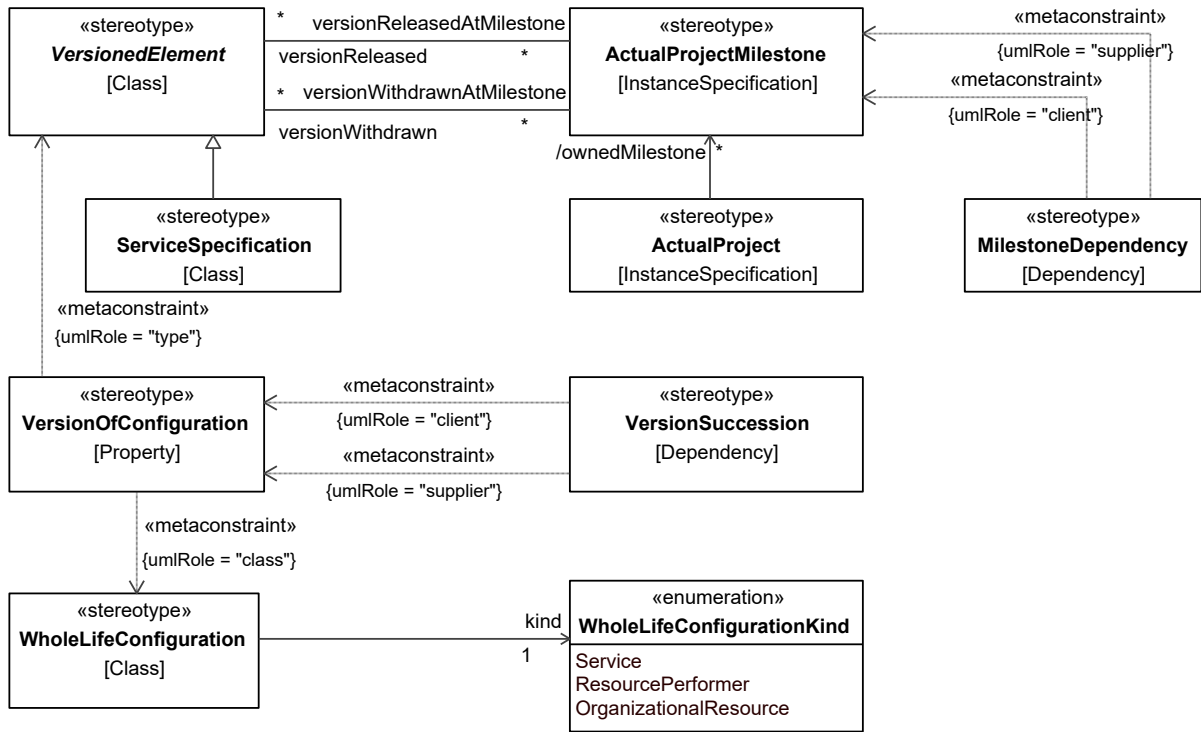 «stereotype»
VersionedElement
[Class]
* versionReleasedAtMilestone
versionReleased *
* versionWithdrawnAtMilestone
versionWithdrawn *
«stereotype»
ActualProjectMilestone
[InstanceSpecification]
«metaconstraint»
{umlRole = "supplier"}
«metaconstraint»
{umlRole = "client"}
/ownedMilestone *
«stereotype»
ServiceSpecification
[Class]
«stereotype»
ActualProject
[InstanceSpecification]
«stereotype»
MilestoneDependency
[Dependency]
«metaconstraint»
{umlRole = "type"}
«stereotype»
VersionOfConfiguration
[Property]
«metaconstraint»
{umlRole = "client"}
«metaconstraint»
{umlRole = "supplier"}
«stereotype»
VersionSuccession
[Dependency]
«metaconstraint»
{umlRole = "class"}
«stereotype»
WholeLifeConfiguration
[Class]
kind
1
«enumeration»
WholeLifeConfigurationKind
Service
ResourcePerformer
OrganizationalResource